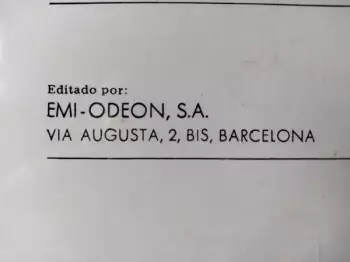 Editado por:
EMI-ODEON, S.A.
VIA AUGUSTA, 2, BIS, BARCELONA